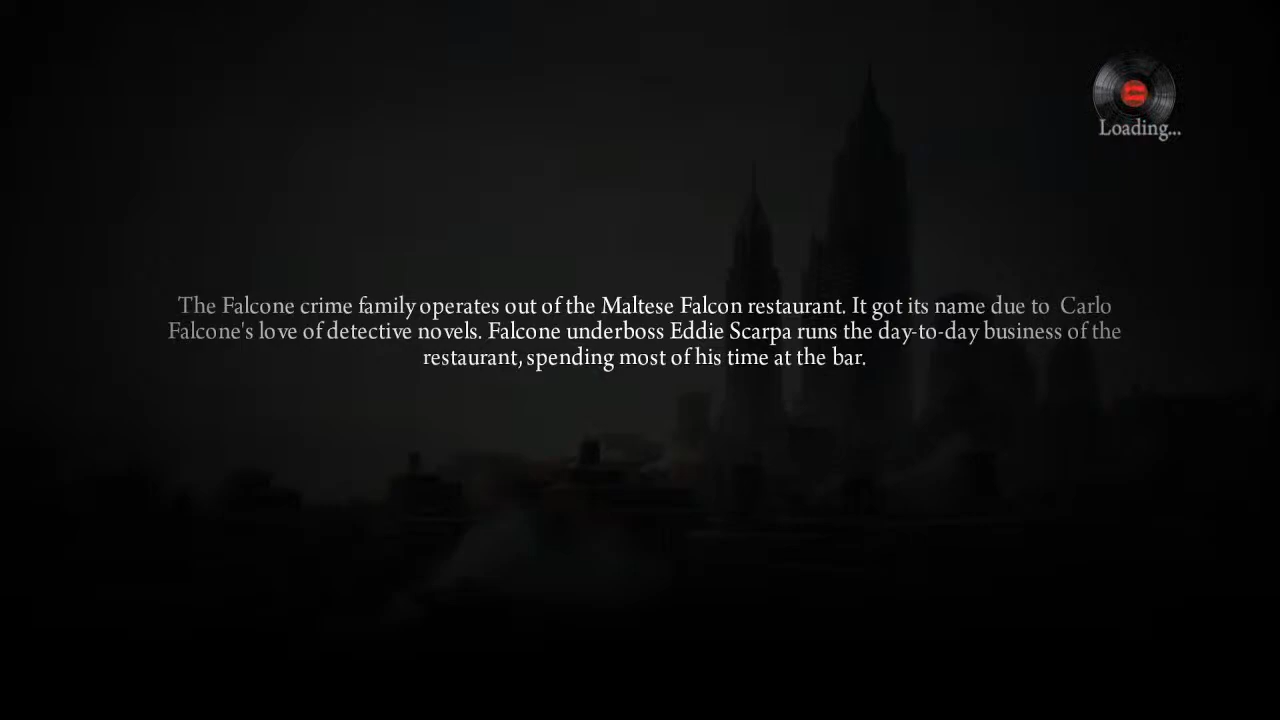 Loading...
The Falcone crime family operates out of the Maltese Falcon restaurant. It got its name due to  Carlo
Falcone's love of detective novels. Falcone underboss Eddie Scarpa runs the day-to-day business of the
restaurant, spending most of his time at the bar.